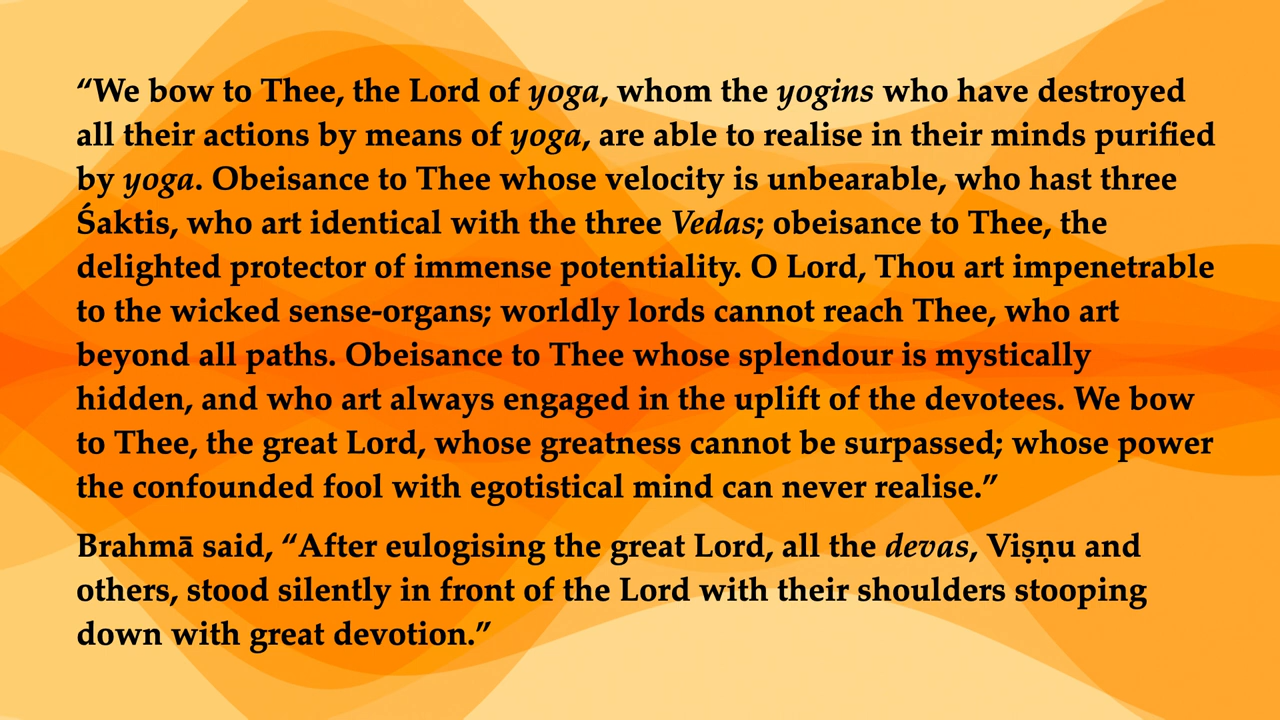 “We bow to Thee, the Lord of yoga, whom the yogins who have destroyed
all their actions by means of yoga, are able to realise in their minds purified
by yoga. Obeisance to Thee whose velocity is unbearable, who hast three
Śaktis, who art identical with the three Vedas; obeisance to Thee, the
delighted protector of immense potentiality. O Lord, Thou art impenetrable
to the wicked sense-organs; worldly lords cannot reach Thee, who art
beyond all paths. Obeisance to Thee whose splendour is mystically
hidden, and who art always engaged in the uplift of the devotees. We bow
to Thee, the great Lord, whose greatness cannot be surpassed; whose power
the confounded fool with egotistical mind can never realise.”
Brahmā said, “After eulogising the great Lord, all the devas, Viṣṇu and
others, stood silently in front of the Lord with their shoulders stooping
down with great devotion.”